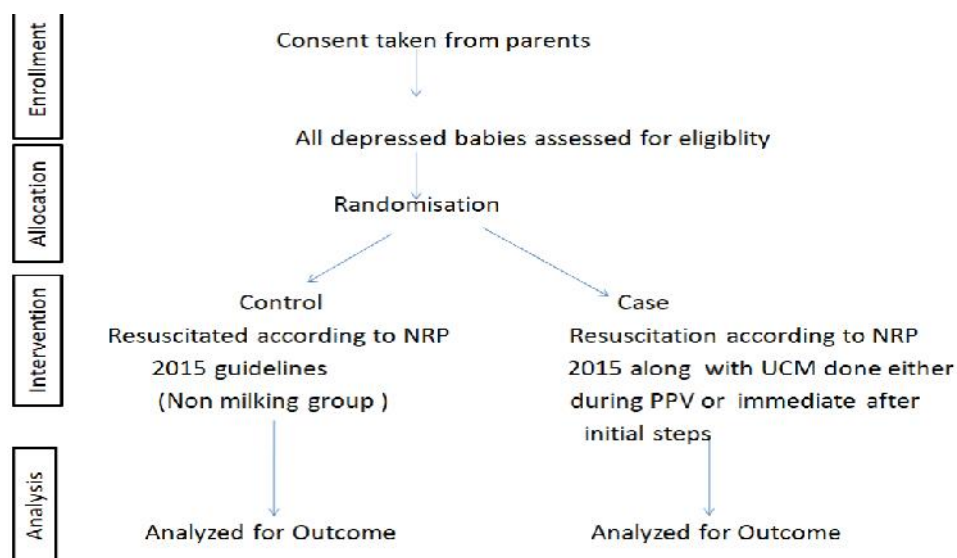 Enrollment
Consent taken from parents
All depressed babies assessed for eligiblity
Allocation
Randomisation
Intervention
Control
Resuscitated according to NRP
2015 guidelines
(Non milking group )
Case
Resuscitation according to NRP
2015 along with UCM done either
during PPV or immediate after
initial steps
Analysis
Analyzed for Outcome
Analyzed for Outcome